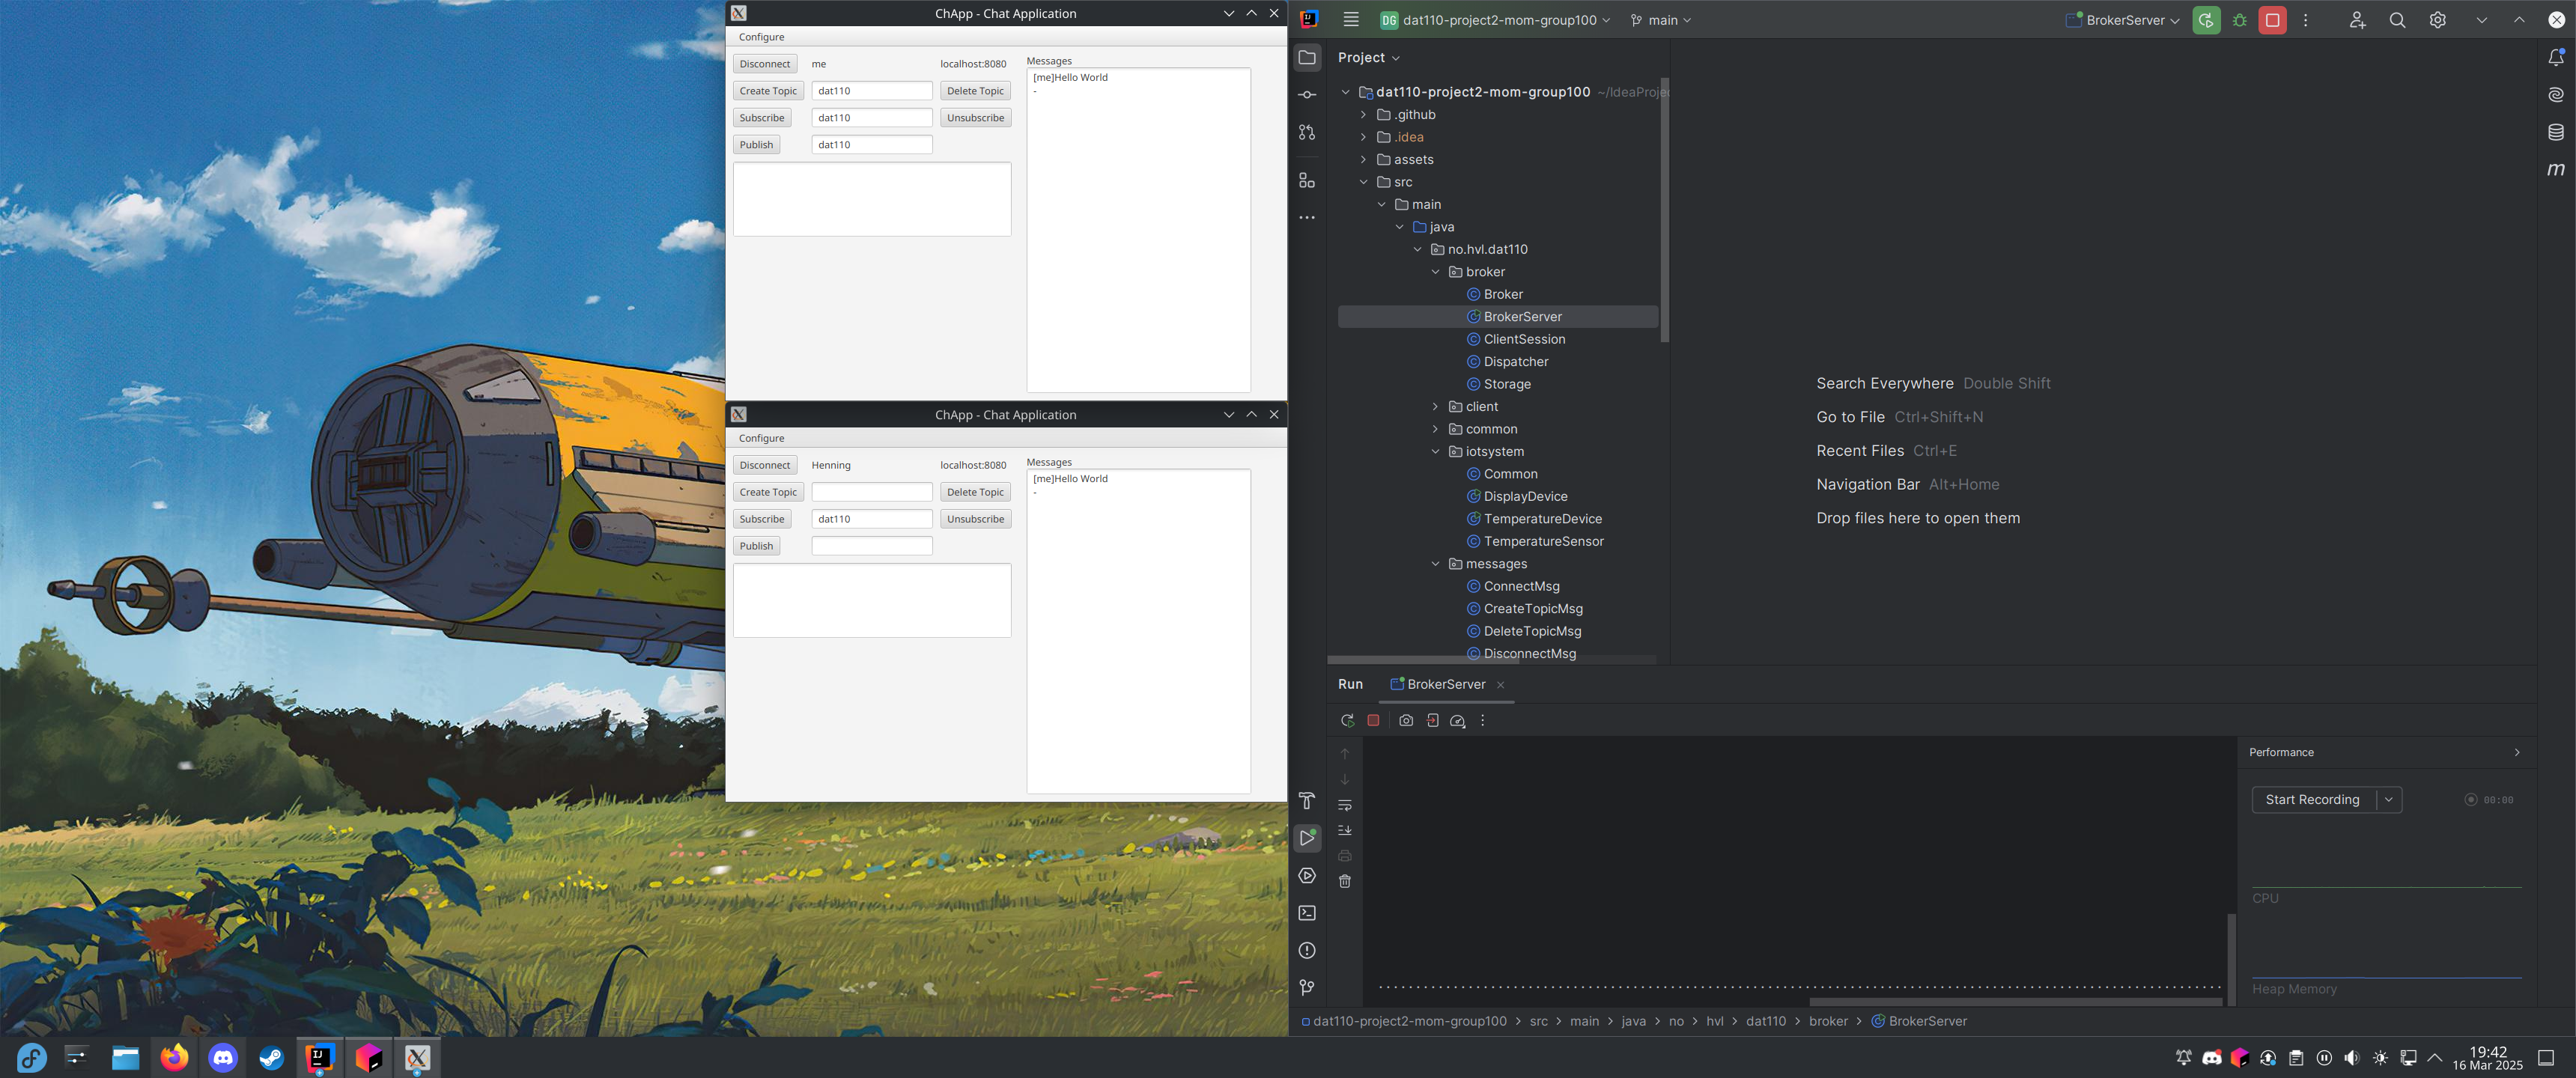 ChApp - Chat Application
Configure
Disconnect me localhost:8080
Create Topic dat110 Delete Topic
Subscribe dat110 Unsubscribe
Publish dat110
Messages
[me]Hello World
-
ChApp - Chat Application
Configure
Disconnect Henning localhost:8080
Create Topic Delete Topic
Subscribe dat110 Unsubscribe
Publish
Messages
[me]Hello World
-
DG dat110-project2-mom-group100 main BrokerServer
Project
dat110-project2-mom-group100 ~/IdeaProjec
.github
.idea
assets
src
main
java
no.hvl.dat110
broker
Broker
BrokerServer
ClientSession
Dispatcher
Storage
client
common
iotsystem
Common
DisplayDevice
TemperatureDevice
TemperatureSensor
messages
ConnectMsg
CreateTopicMsg
DeleteTopicMsg
DisconnectMsg
Search Everywhere Double Shift
Go to File Ctrl+Shift+N
Recent Files Ctrl+E
Navigation Bar Alt+Home
Drop files here to open them
Run BrokerServer
Performance
Start Recording 00:00
CPU
Heap Memory
dat110-project2-mom-group100 > src > main > java > no > hvl > dat110 > broker > BrokerServer
19:42
16 Mar 2025